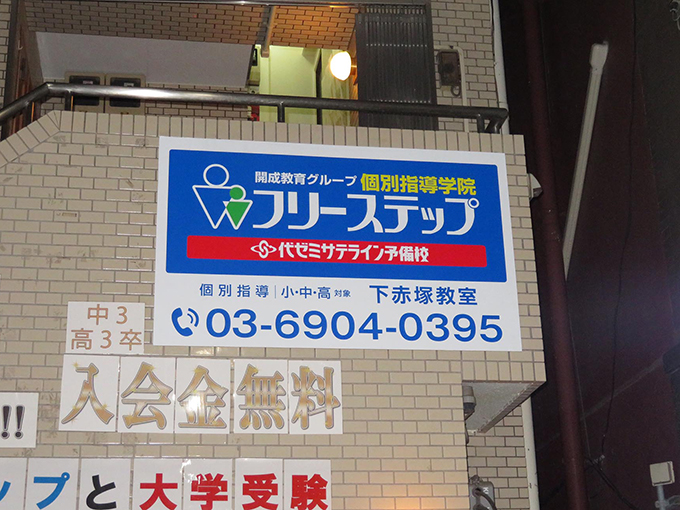 開成教育グループ 個別指導学院
フリーステップ
代ゼミサテライン予備校
個別指導 | 小・中・高 対象 下赤塚教室
03-6904-0395
中3
高3卒
入会金無料
!!
ップと大学受験